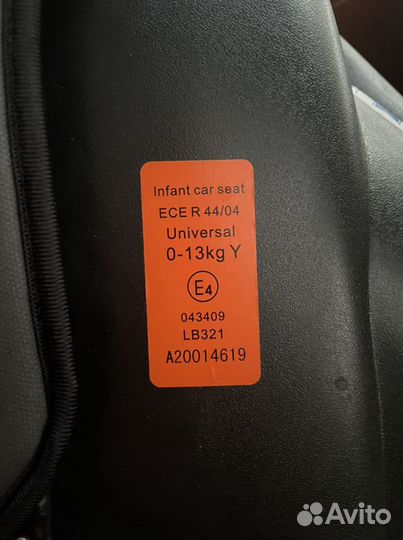 Infant car seat
ECE R 44/04
Universal
0-13kg Y
E4
043409
LB321
A20014619
Avito